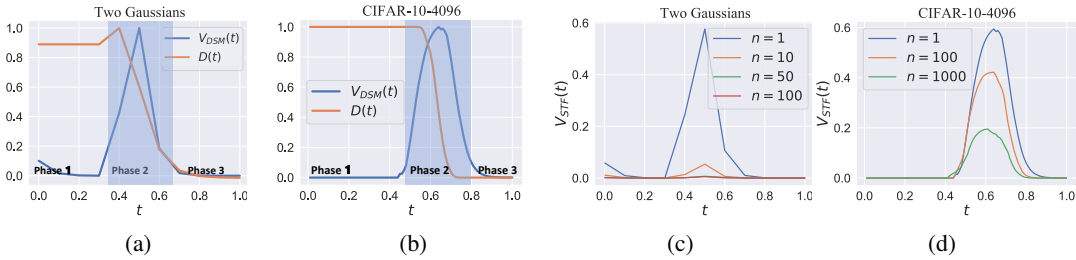 Two Gaussians
1.0
0.8
0.6
0.4
0.2
0.0
V_DSM(t)
D(t)
Phase 1
Phase 2
Phase 3
0.0 0.2 0.4 0.6 0.8 1.0
t
(a)
CIFAR-10-4096
1.0
0.8
0.6
0.4
0.2
0.0
V_DSM(t)
D(t)
Phase 1
Phase 2
Phase 3
0.0 0.2 0.4 0.6 0.8 1.0
t
(b)
Two Gaussians
V_STF(t)
0.6
0.4
0.2
0.0
n = 1
n = 10
n = 50
n = 100
0.0 0.2 0.4 0.6 0.8 1.0
t
(c)
CIFAR-10-4096
V_STF(t)
0.6
0.4
0.2
0.0
n = 1
n = 100
n = 1000
0.0 0.2 0.4 0.6 0.8 1.0
t
(d)